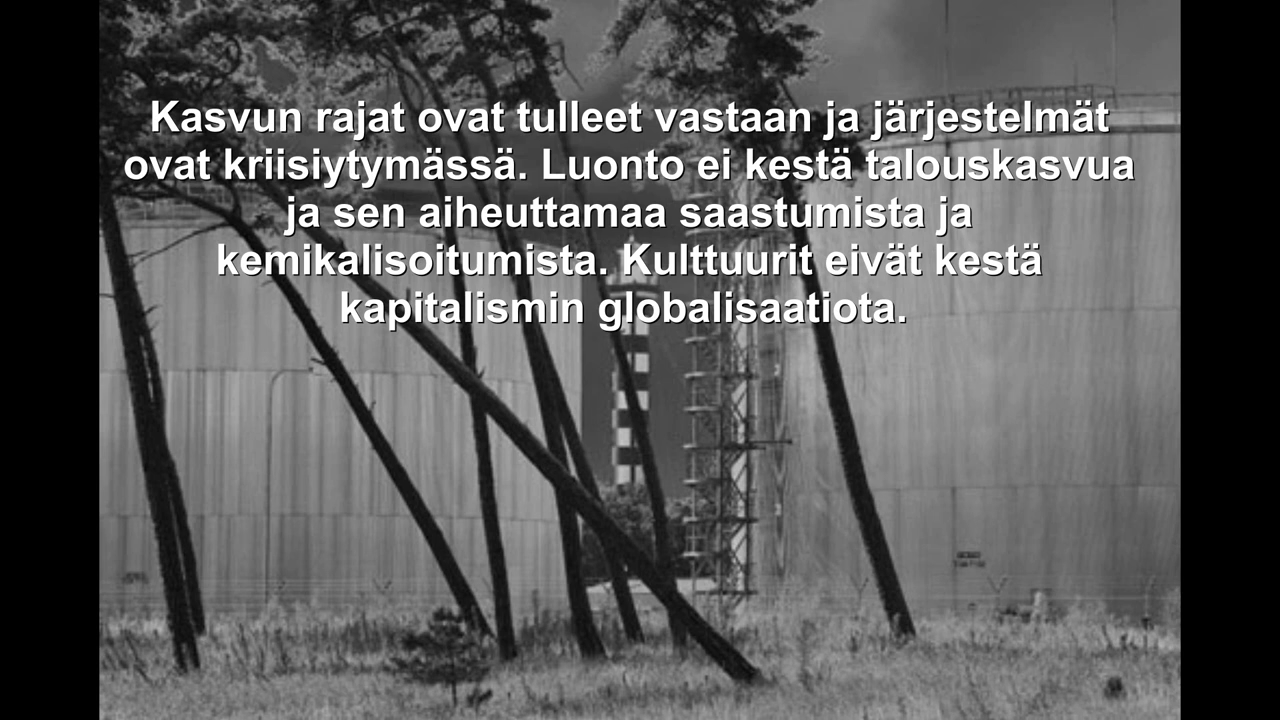 Kasvun rajat ovat tulleet vastaan ja järjestelmät
ovat kriisiytymässä. Luonto ei kestä talouskasvua
ja sen aiheuttamaa saastumista ja
kemikalisoitumista. Kulttuurit eivät kestä
kapitalismin globalisaatiota.